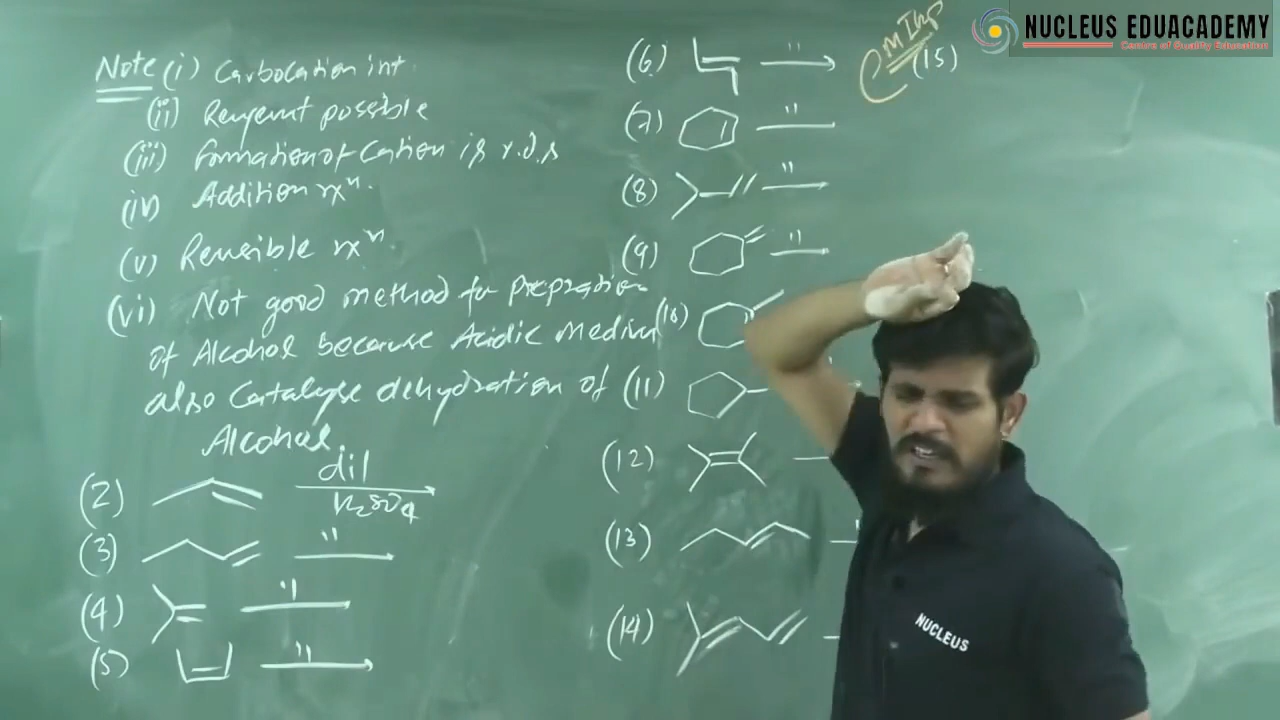 NUCLEUS EDUACADEMY
Centre of Quality Education
Note (i) Carbocation int
(ii) Rengemt possible
(iii) Formation of Cation is r.d.s
iv) Addition rxⁿ.
(v) Reversible rxⁿ.
(vi) Not good method for prepration
of Alcohol because Acidic Medium
also Catalyse dehydration of
Alcohol
(2) dil
H₂SO₄
(3) "
(4) "
(5) "
(6) "
(7) "
(8) "
(9) "
(10)
(11)
(12)
(13)
(14)
M Imp
(15)
NUCLEUS